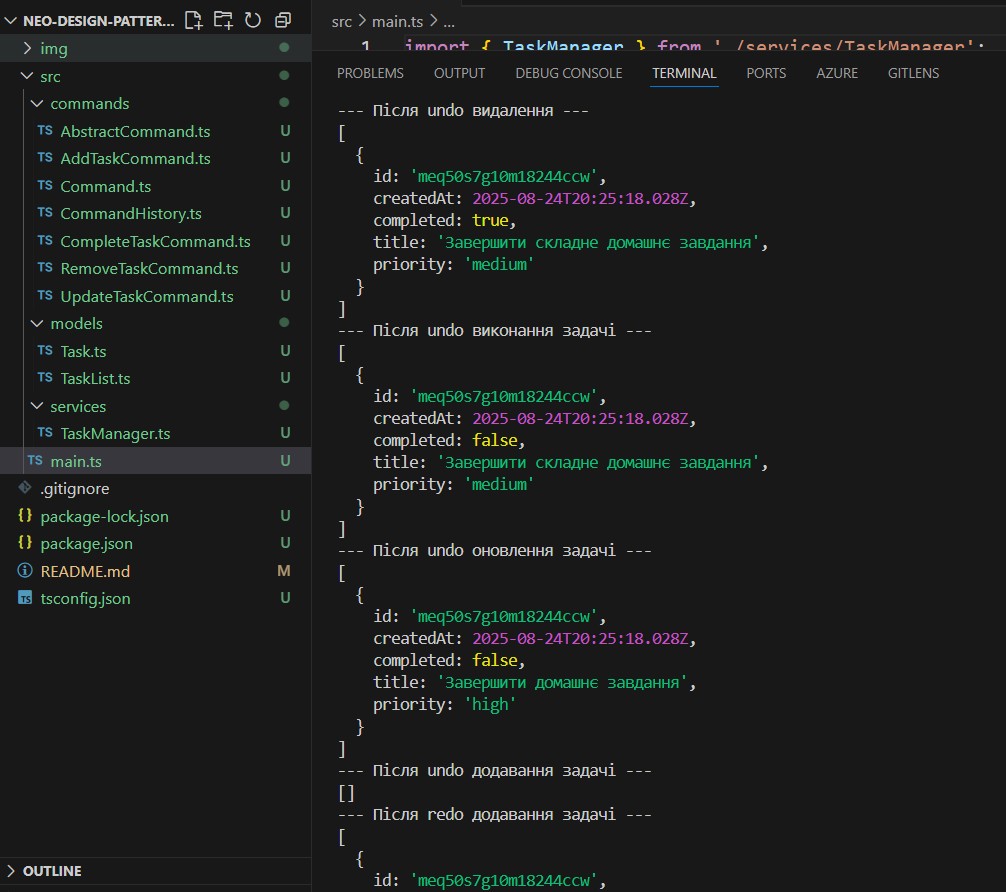 NEO-DESIGN-PATTER...
img
src
commands
TS AbstractCommand.ts U
TS AddTaskCommand.ts U
TS Command.ts U
TS CommandHistory.ts U
TS CompleteTaskCommand.ts U
TS RemoveTaskCommand.ts U
TS UpdateTaskCommand.ts U
models
TS Task.ts U
TS TaskList.ts U
services
TS TaskManager.ts U
TS main.ts U
.gitignore
{} package-lock.json U
{} package.json U
README.md M
TS tsconfig.json U
OUTLINE
src > main.ts > ...
1 import { TaskManager } from './services/TaskManager';
PROBLEMS OUTPUT DEBUG CONSOLE TERMINAL PORTS AZURE GITLENS
--- Після undo видалення ---
[
{
id: 'meq50s7g10m18244ccw',
createdAt: 2025-08-24T20:25:18.028Z,
completed: true,
title: 'Завершити складне домашнє завдання',
priority: 'medium'
}
]
--- Після undo виконання задачі ---
[
{
id: 'meq50s7g10m18244ccw',
createdAt: 2025-08-24T20:25:18.028Z,
completed: false,
title: 'Завершити складне домашнє завдання',
priority: 'medium'
}
]
--- Після undo оновлення задачі ---
[
{
id: 'meq50s7g10m18244ccw',
createdAt: 2025-08-24T20:25:18.028Z,
completed: false,
title: 'Завершити домашнє завдання',
priority: 'high'
}
]
--- Після undo додавання задачі ---
[]
--- Після redo додавання задачі ---
[
{
id: 'meq50s7g10m18244ccw',